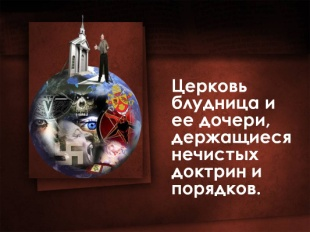 Церковь
блудница и
ее дочери,
держащиеся
нечистых
доктрин и
порядков.